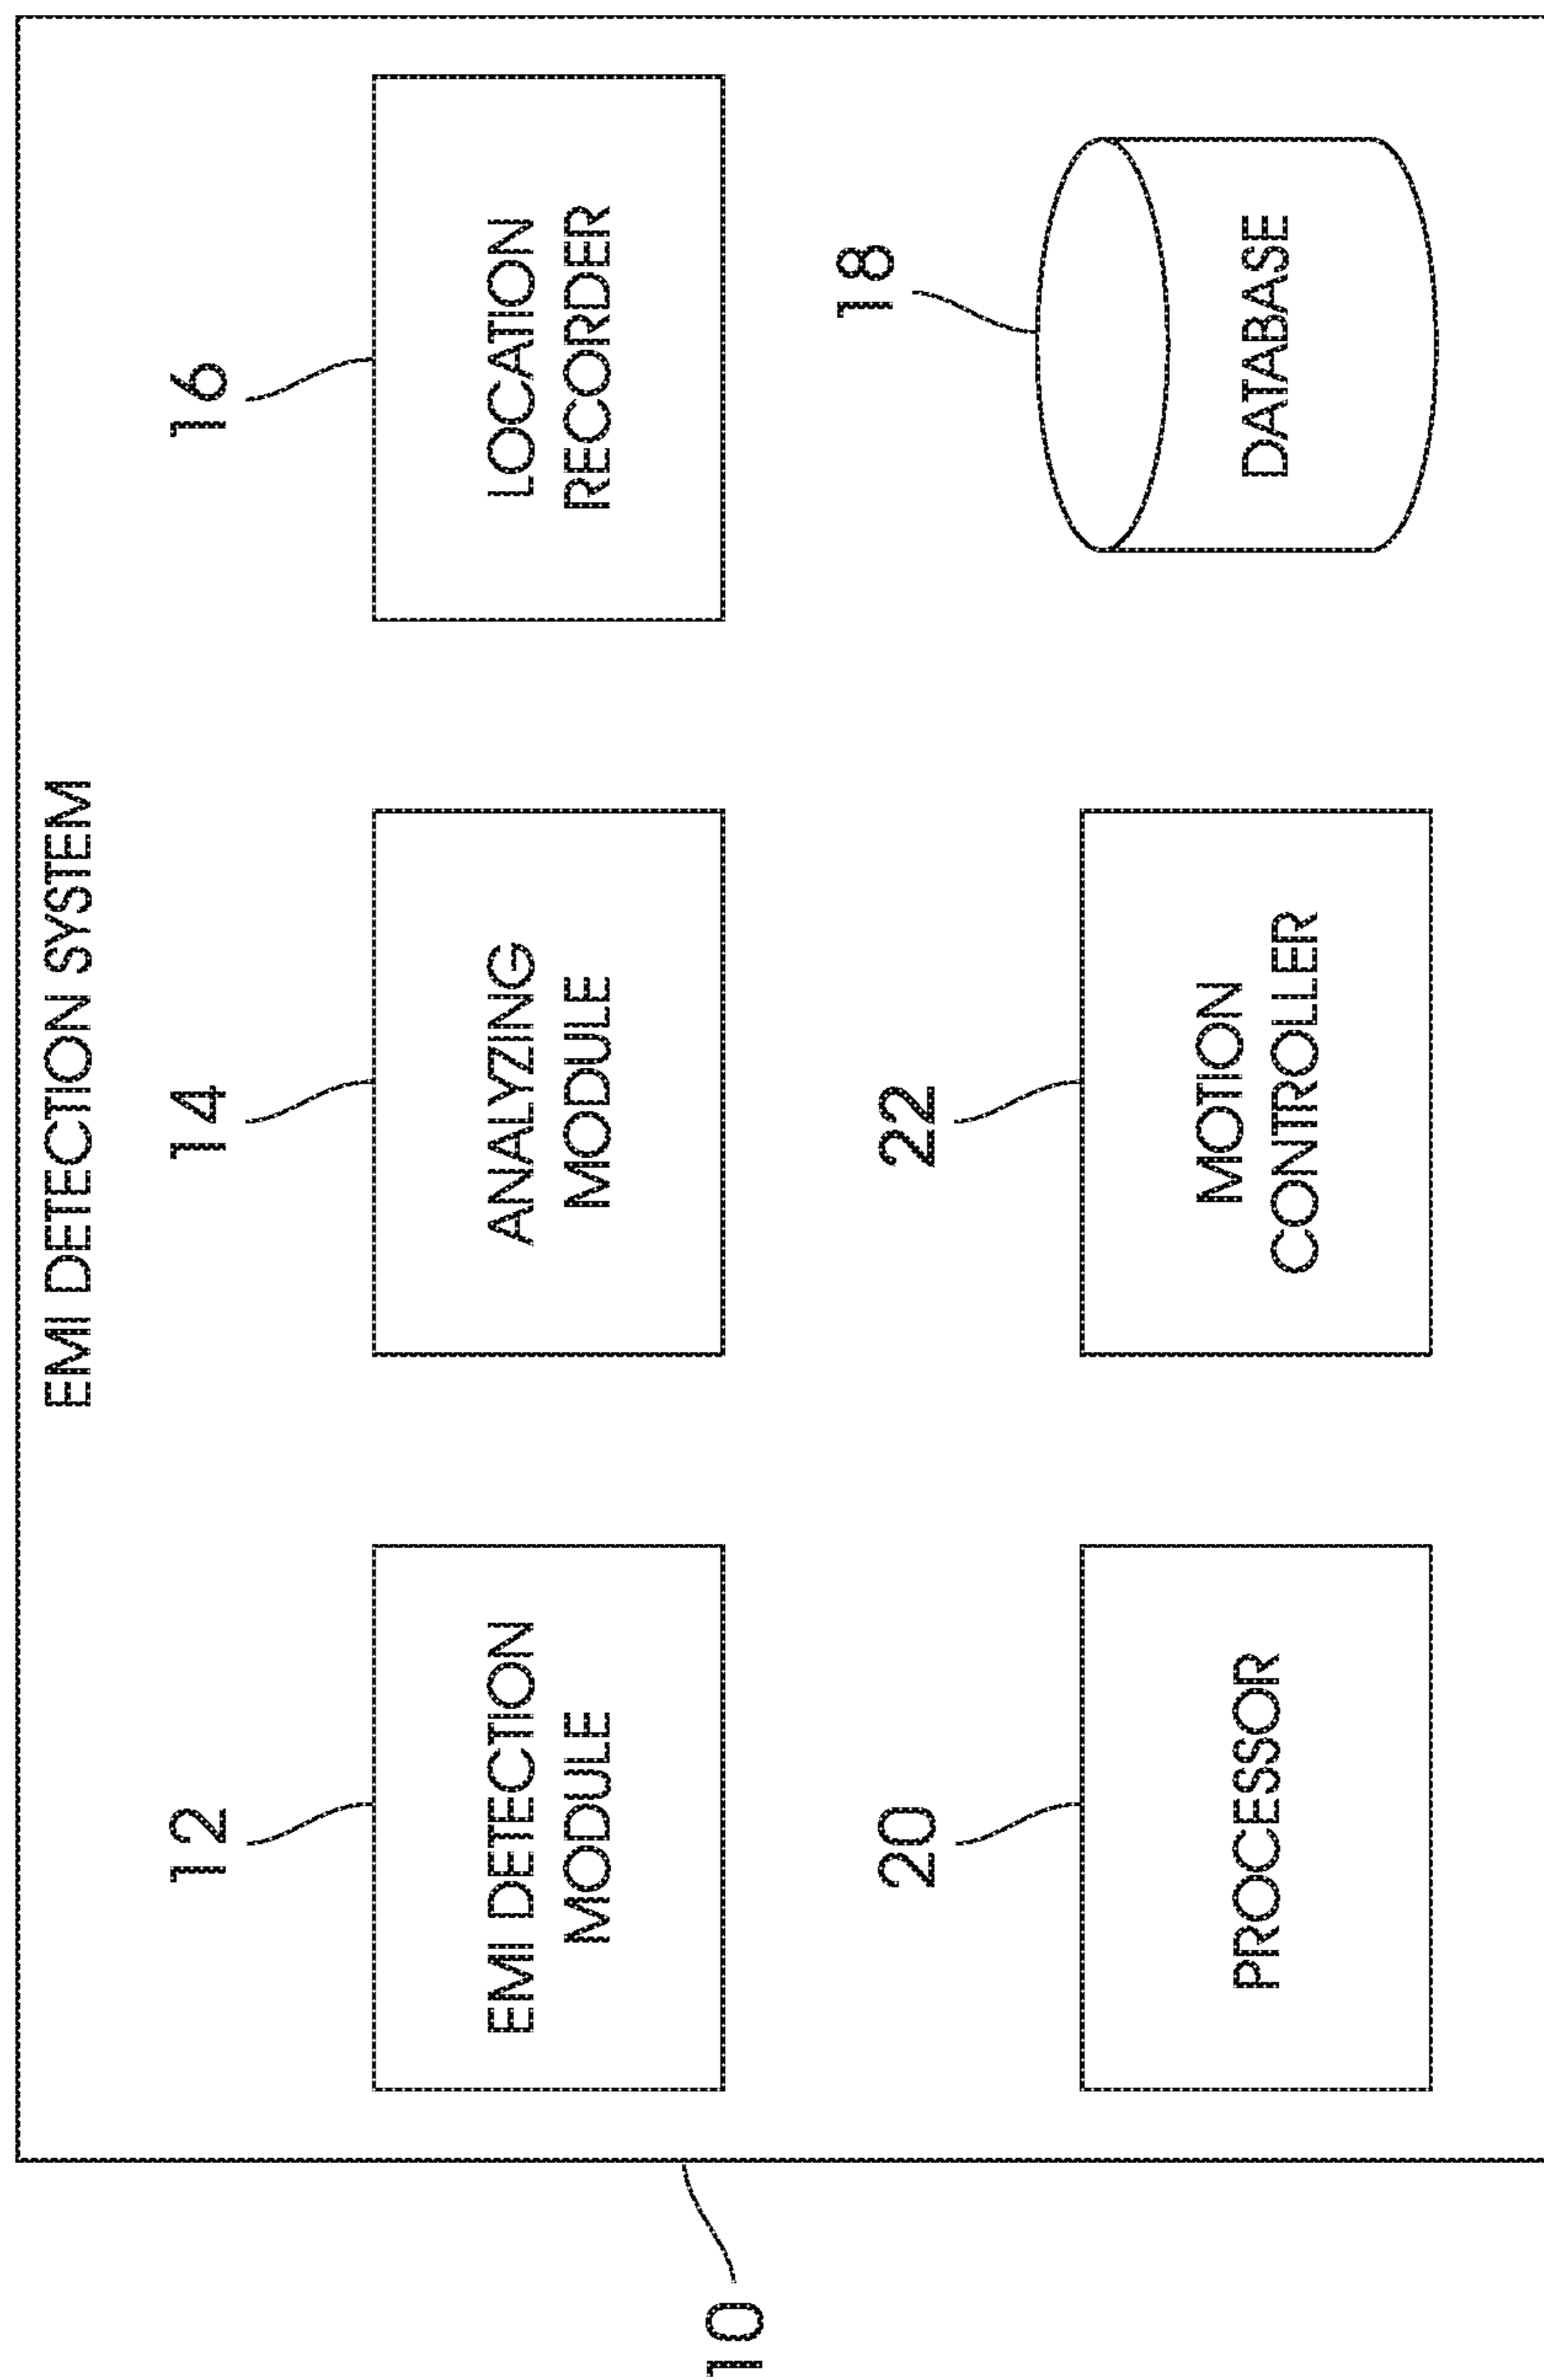 EMI DETECTION SYSTEM
12
14
16
EMI DETECTION
MODULE
ANALYZING
MODULE
LOCATION
RECORDER
10
20
22
18
PROCESSOR
MOTION
CONTROLLER
DATABASE